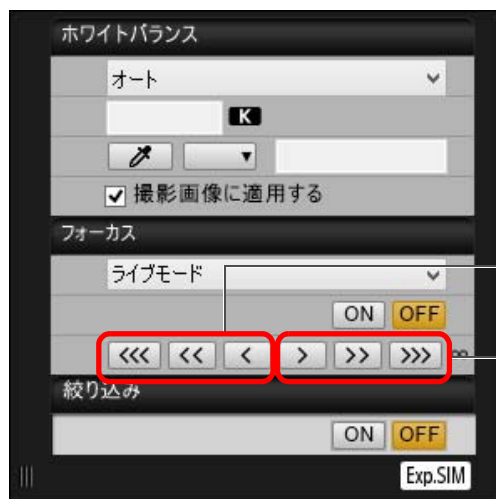 ホワイトバランス
オート
K
撮影画像に適用する
フォーカス
ライブモード
ON OFF
<<< << < > >> >>> ∞
絞り込み
ON OFF
Exp.SIM